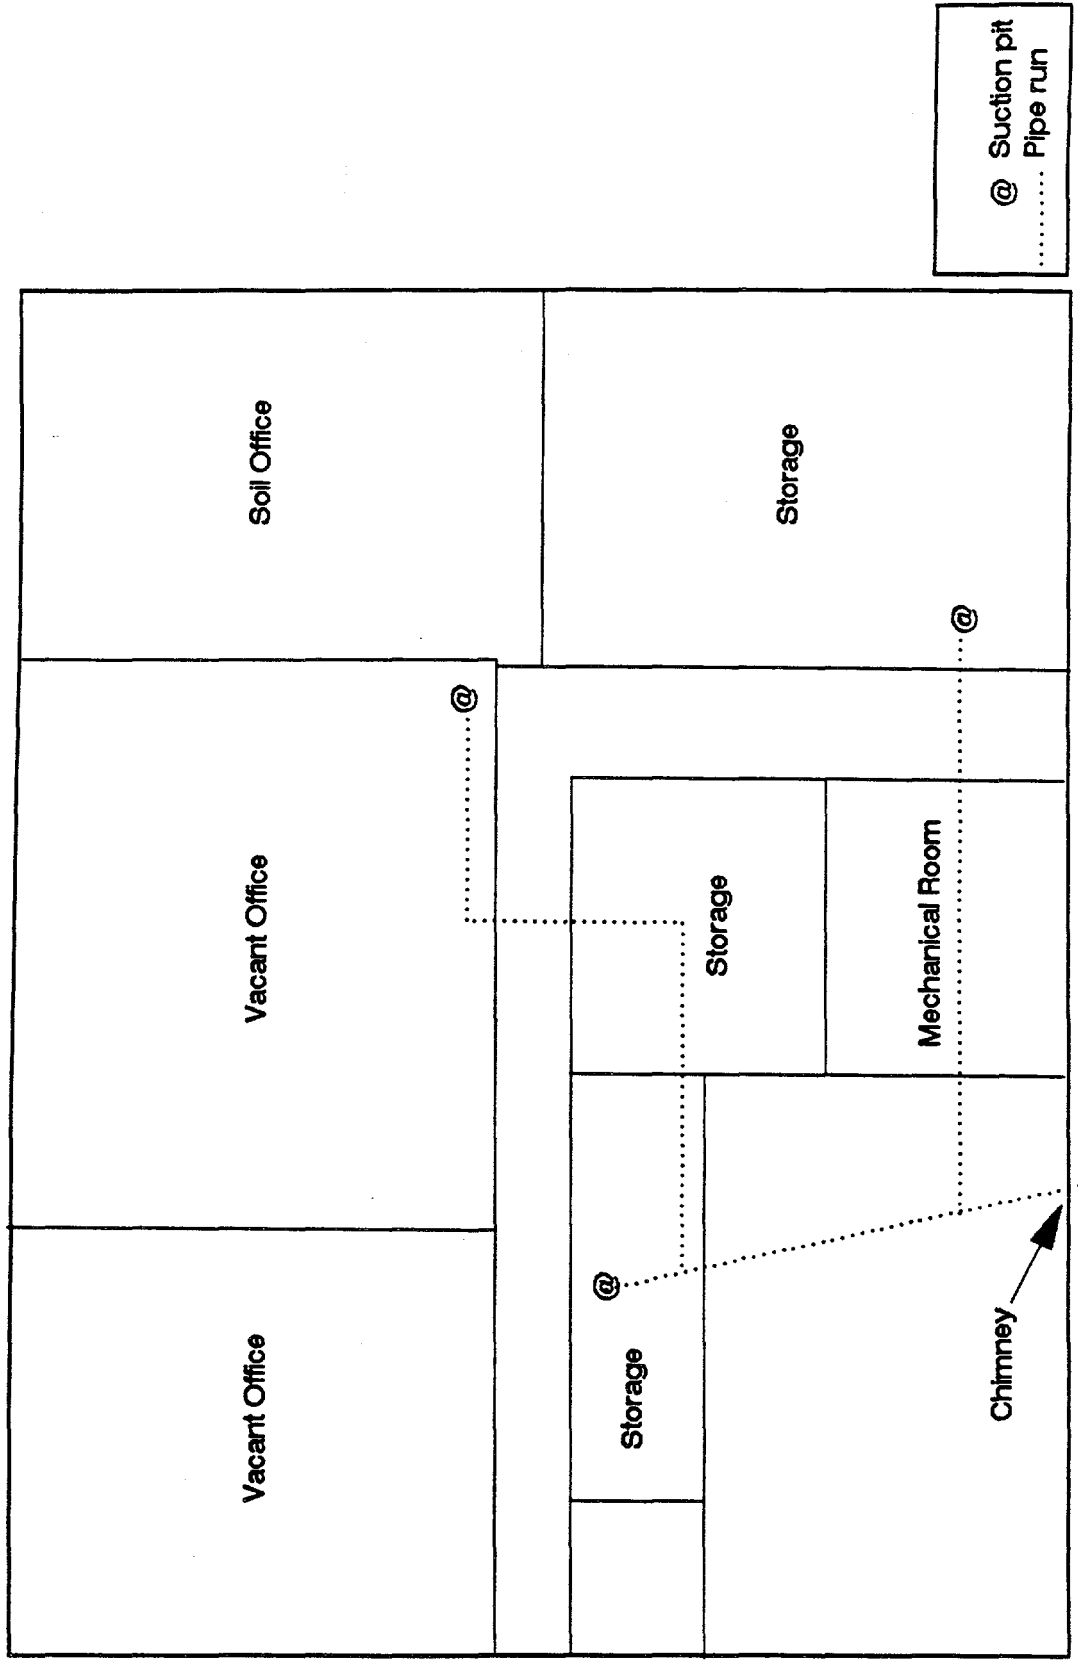 Vacant Office
Vacant Office
Soil Office
Storage
Storage
Storage
Mechanical Room
Chimney
@ Suction pit
......... Pipe run
@
@
@